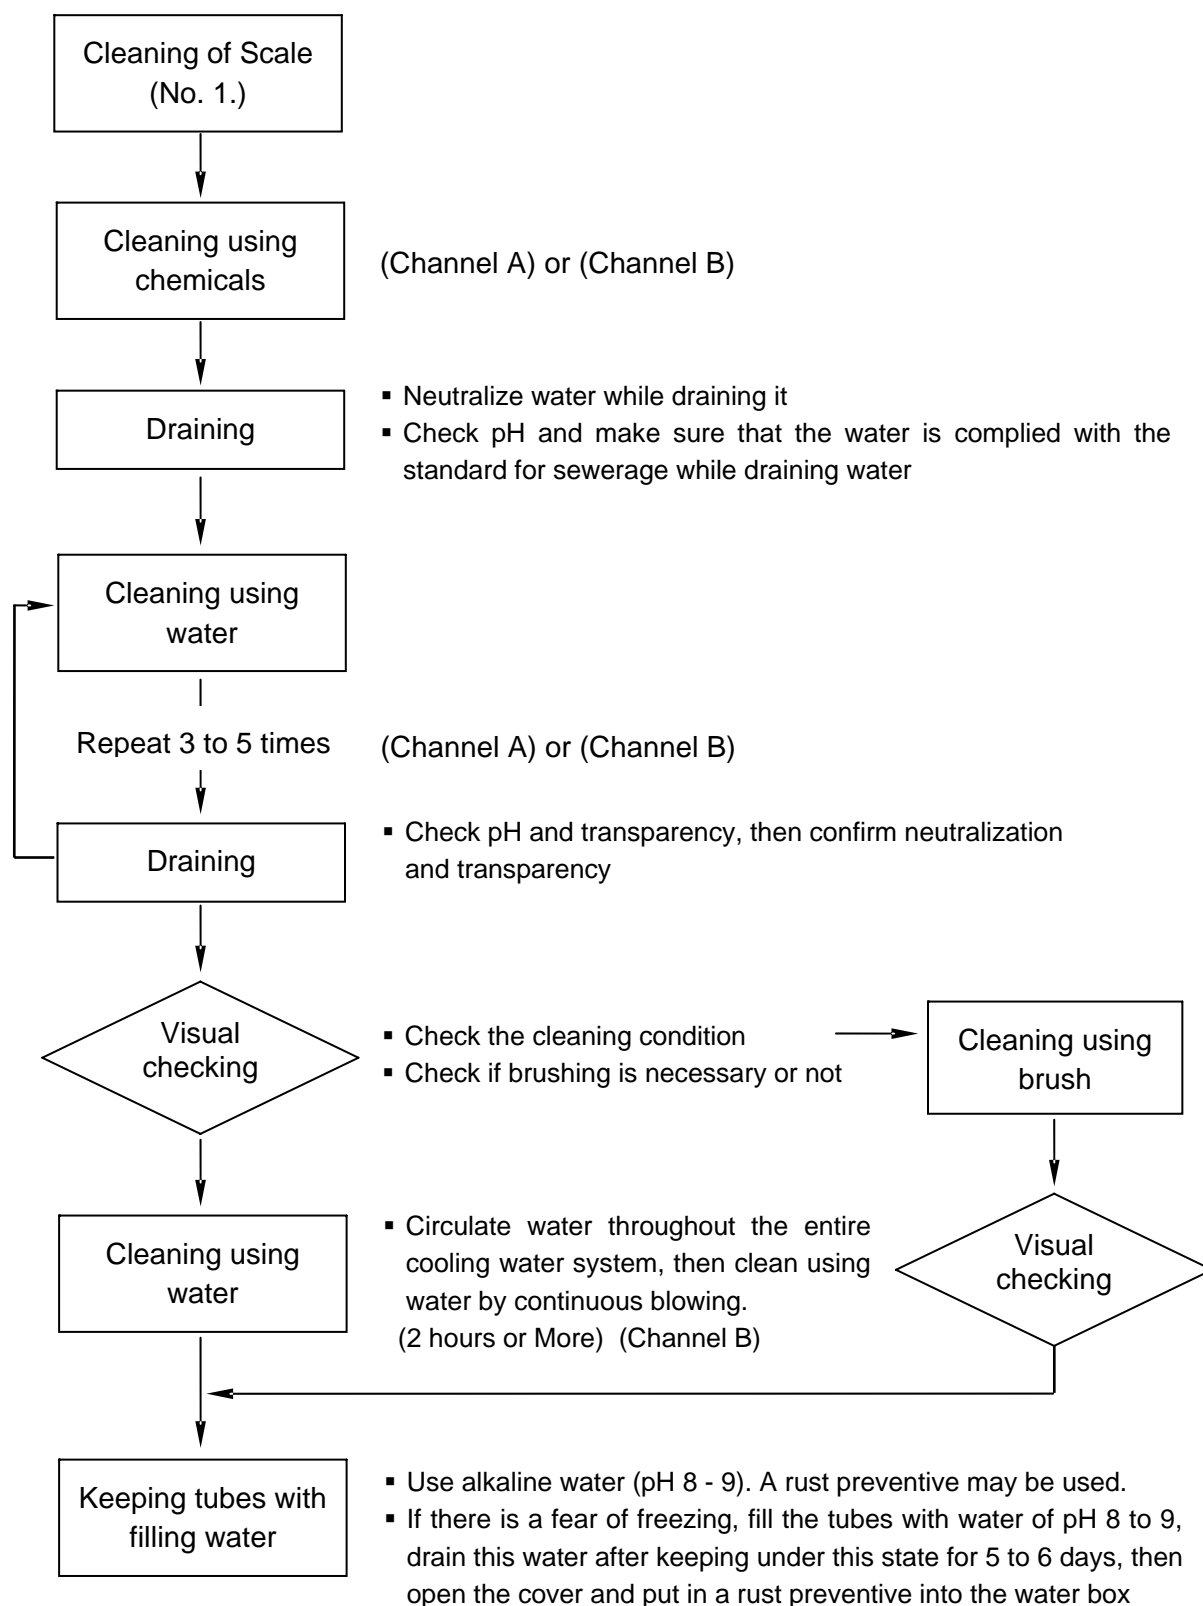 Cleaning of Scale
(No. 1.)
Cleaning using
chemicals
(Channel A) or (Channel B)
Draining
▪ Neutralize water while draining it
▪ Check pH and make sure that the water is complied with the
standard for sewerage while draining water
Cleaning using
water
Repeat 3 to 5 times
(Channel A) or (Channel B)
Draining
▪ Check pH and transparency, then confirm neutralization
and transparency
Visual
checking
▪ Check the cleaning condition
▪ Check if brushing is necessary or not
Cleaning using
brush
Cleaning using
water
▪ Circulate water throughout the entire
cooling water system, then clean using
water by continuous blowing.
(2 hours or More) (Channel B)
Visual
checking
Keeping tubes with
filling water
▪ Use alkaline water (pH 8 - 9). A rust preventive may be used.
▪ If there is a fear of freezing, fill the tubes with water of pH 8 to 9,
drain this water after keeping under this state for 5 to 6 days, then
open the cover and put in a rust preventive into the water box